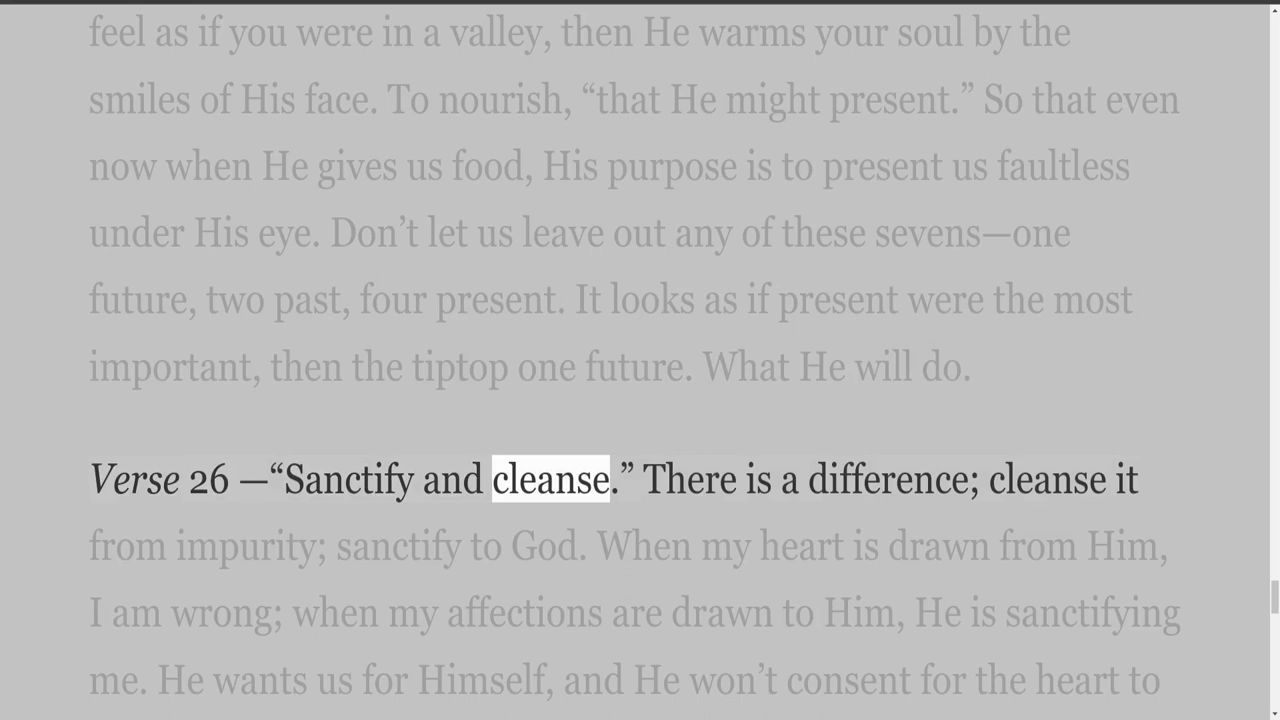 feel as if you were in a valley, then He warms your soul by the
smiles of His face. To nourish, “that He might present.” So that even
now when He gives us food, His purpose is to present us faultless
under His eye. Don’t let us leave out any of these sevens—one
future, two past, four present. It looks as if present were the most
important, then the tiptop one future. What He will do.
Verse 26 —“Sanctify and cleanse.” There is a difference; cleanse it
from impurity; sanctify to God. When my heart is drawn from Him,
I am wrong; when my affections are drawn to Him, He is sanctifying
me. He wants us for Himself, and He won’t consent for the heart to